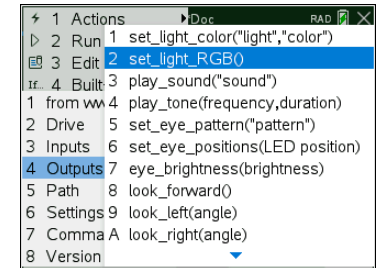 1 Actions
Doc RAD
2 Run
3 Edit
If.. 4 Built-
1 from
2 Drive
3 Inputs
4 Outputs
5 Path
6 Settings
7 Comma
8 Version
1 set_light_color("light","color")
2 set_light_RGB()
3 play_sound("sound")
4 play_tone(frequency,duration)
5 set_eye_pattern("pattern")
6 set_eye_positions(LED position)
7 eye_brightness(brightness)
8 look_forward()
9 look_left(angle)
A look_right(angle)